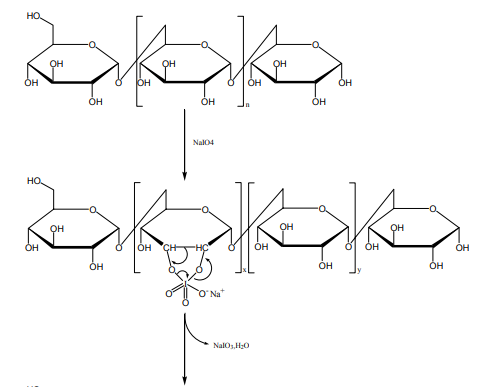 HO
O O O
OH OH OH
OH O OH O OH OH
OH OH OH
n
NaIO4
HO
O O O O
OH OH OH
OH O OH CH HC O OH O OH OH
OH OH OH
x y
O O
I
O O⁻Na⁺
O
NaIO₃,H₂O